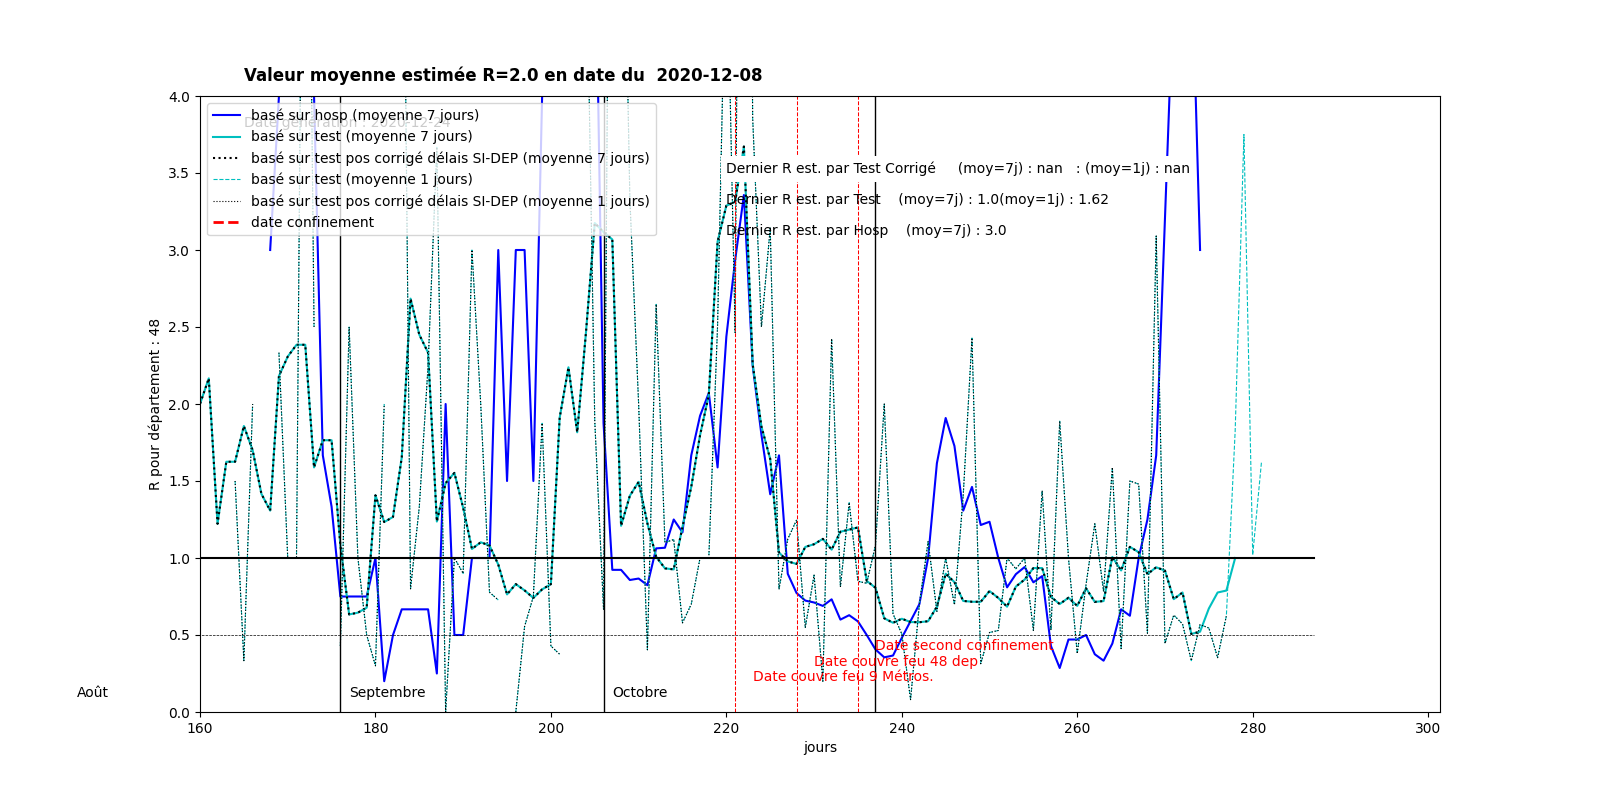 Valeur moyenne estimée R=2.0 en date du  2020-12-08
basé sur hosp (moyenne 7 jours)
Date génération : 2020-12-24
basé sur test (moyenne 7 jours)
basé sur test pos corrigé délais SI-DEP (moyenne 7 jours)
basé sur test (moyenne 1 jours)
basé sur test pos corrigé délais SI-DEP (moyenne 1 jours)
date confinement
Dernier R est. par Test Corrigé     (moy=7j) : nan   : (moy=1j) : nan
Dernier R est. par Test    (moy=7j) : 1.0(moy=1j) : 1.62
Dernier R est. par Hosp    (moy=7j) : 3.0
R pour département : 48
4.0
3.5
3.0
2.5
2.0
1.5
1.0
0.5
0.0
Date second confinement
Date couvre feu 48 dep
Date couvre feu 9 Métros.
Août
Septembre
Octobre
160 180 200 220 240 260 280 300
jours